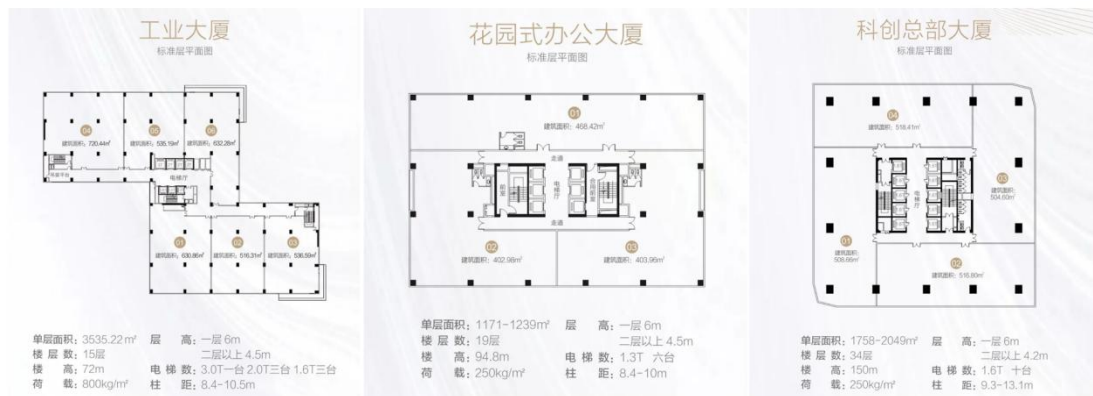 工业大厦
标准层平面图
04
建筑面积：720.44㎡
05
建筑面积：535.19㎡
06
建筑面积：632.28㎡
电梯厅
01
建筑面积：630.86㎡
02
建筑面积：516.31㎡
03
建筑面积：536.59㎡
单层面积：3535.22㎡ 层 高：一层 6m
楼 层 数：15层 二层以上 4.5m
楼 高：72m 电 梯 数：3.0T一台 2.0T三台 1.6T三台
荷 载：800kg/㎡ 柱 距：8.4-10.5m
花园式办公大厦
标准层平面图
01
建筑面积：468.42㎡
走道
前室
电梯厅
合用前室
走道
02
建筑面积：402.96㎡
03
建筑面积：403.96㎡
单层面积：1171-1239㎡ 层 高：一层 6m
楼 层 数：19层 二层以上 4.5m
楼 高：94.8m 电 梯 数：1.3T 六台
荷 载：250kg/㎡ 柱 距：8.4-10m
科创总部大厦
标准层平面图
04
建筑面积：518.41㎡
03
建筑面积：
504.60㎡
电梯厅
01
建筑面积：
506.66㎡
02
建筑面积：516.80㎡
单层面积：1758-2049㎡ 层 高：一层 6m
楼 层 数：34层 二层以上 4.2m
楼 高：150m 电 梯 数：1.6T 十台
荷 载：250kg/㎡ 柱 距：9.3-13.1m